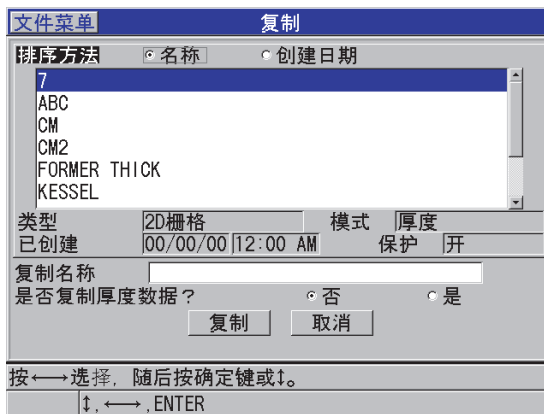 文件菜单 复制
排序方法 名称 创建日期
7
ABC
CM
CM2
FORMER THICK
KESSEL
类型 2D栅格 模式 厚度
已创建 00/00/00 12:00 AM 保护 开
复制名称
是否复制厚度数据? 否 是
复制 取消
按←→选择, 随后按确定键或↕。
↕, ←→ ,ENTER